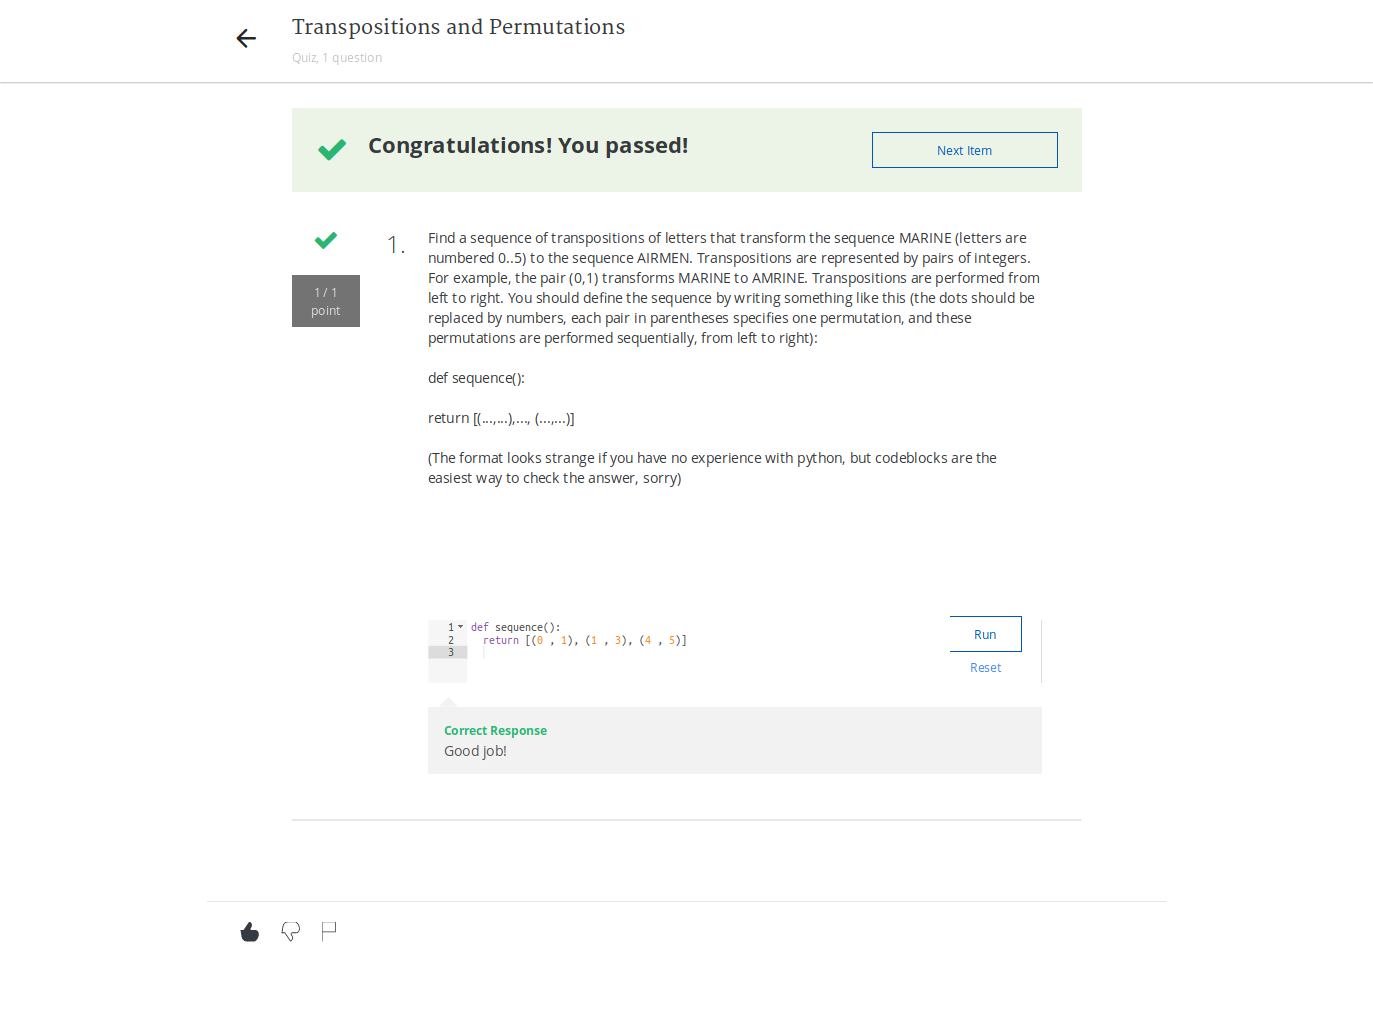 Transpositions and Permutations
Quiz, 1 question
Congratulations! You passed!
Next Item
1 / 1
point
1.
Find a sequence of transpositions of letters that transform the sequence MARINE (letters are
numbered 0..5) to the sequence AIRMEN. Transpositions are represented by pairs of integers.
For example, the pair (0,1) transforms MARINE to AMRINE. Transpositions are performed from
left to right. You should define the sequence by writing something like this (the dots should be
replaced by numbers, each pair in parentheses specifies one permutation, and these
permutations are performed sequentially, from left to right):
def sequence():
return [(...,...),..., (...,...)]
(The format looks strange if you have no experience with python, but codeblocks are the
easiest way to check the answer, sorry)
1 def sequence():
2 return [(0 , 1), (1 , 3), (4 , 5)]
3
Run
Reset
Correct Response
Good job!